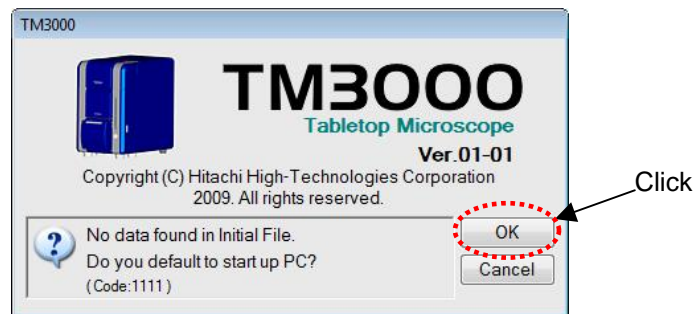 TM3000
TM3000
Tabletop Microscope
Ver.01-01
Copyright (C) Hitachi High-Technologies Corporation
2009. All rights reserved.
Click
No data found in Initial File.
OK
Do you default to start up PC?
Cancel
(Code:1111)